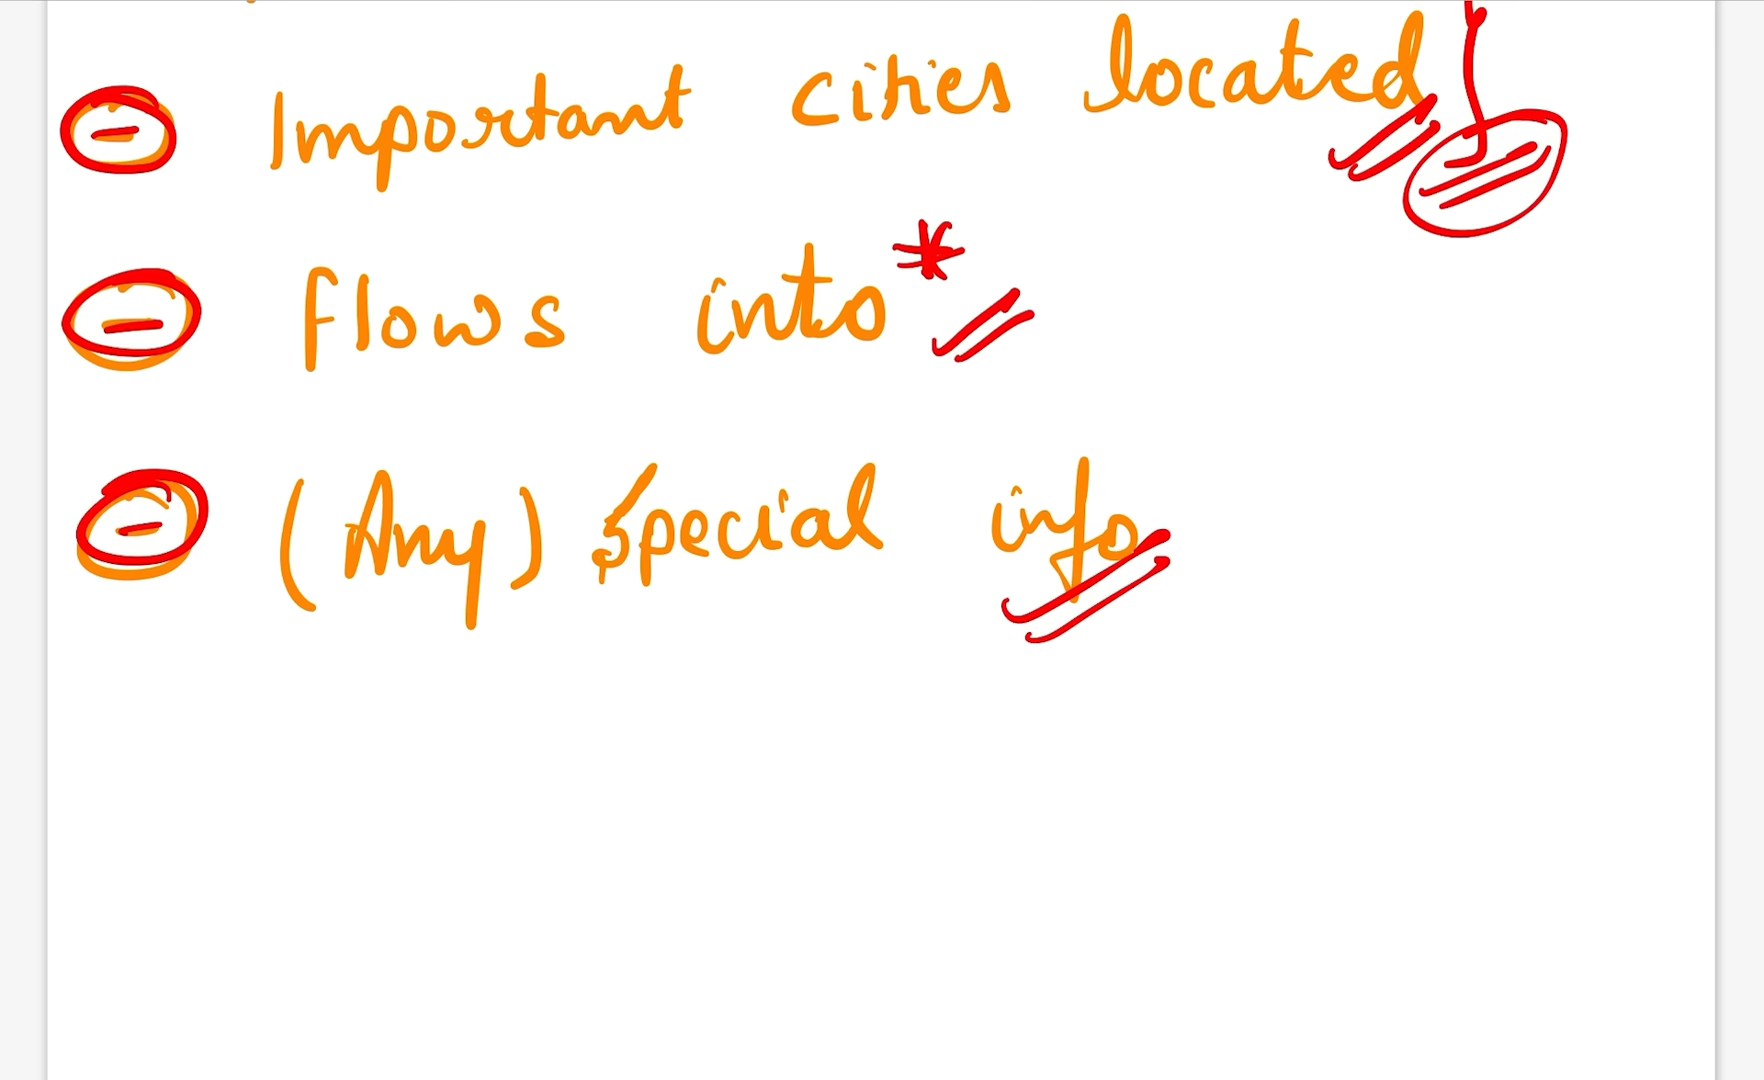 - Important cities located
- flows into *
- (Any) Special info